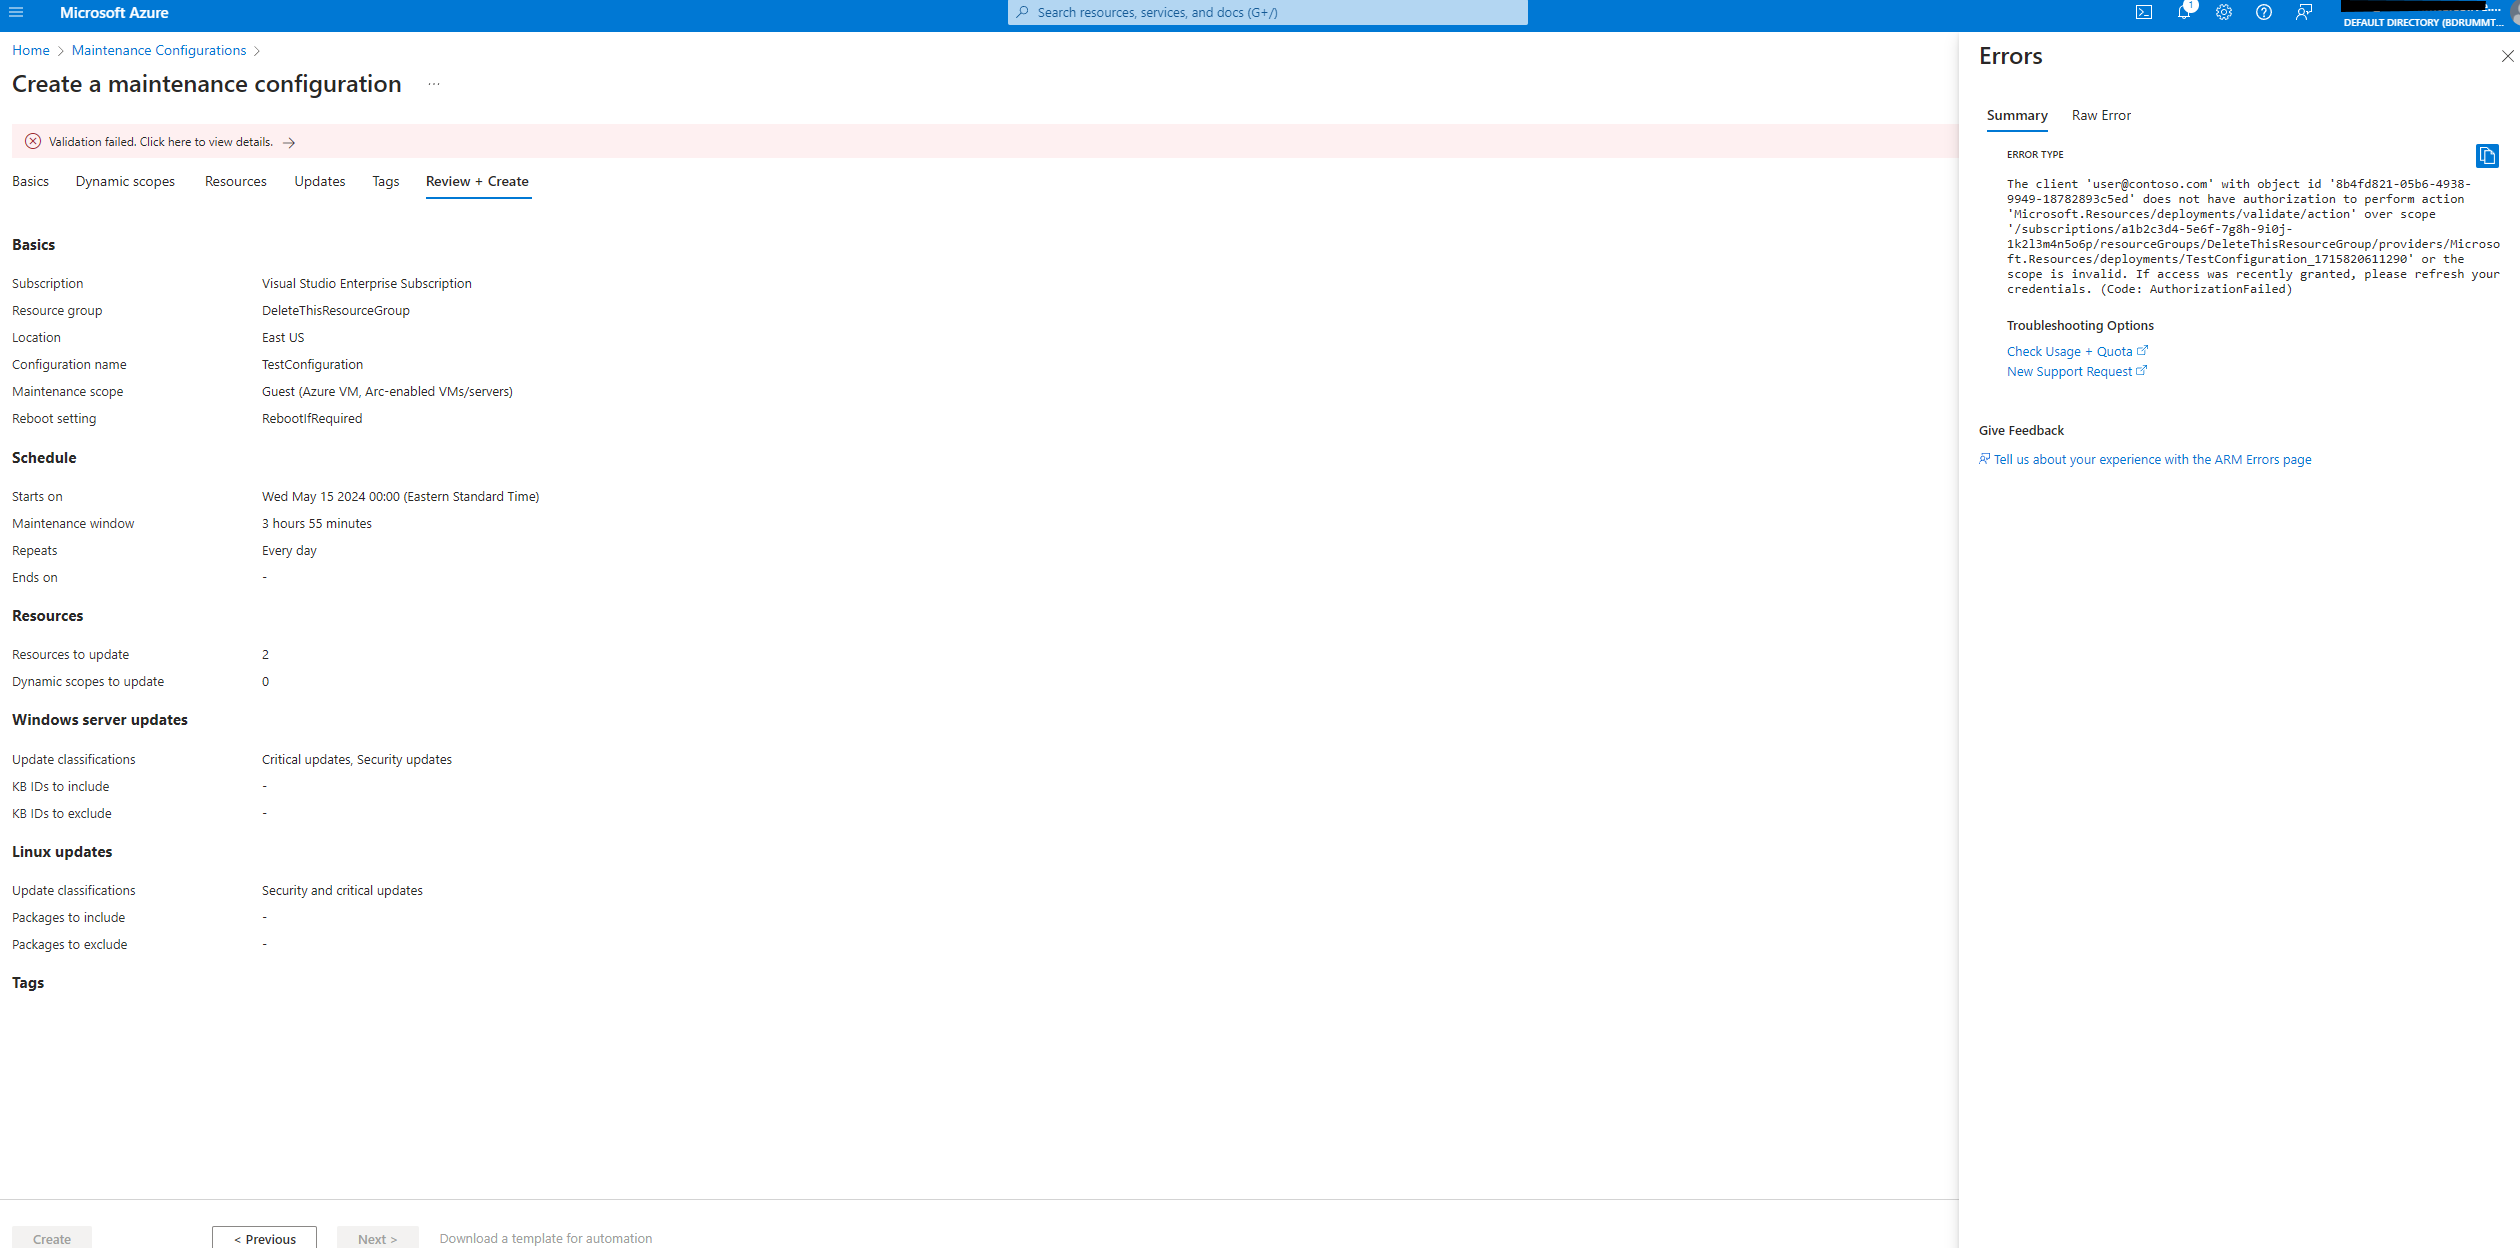 Microsoft Azure
Search resources, services, and docs (G+/)
1
DEFAULT DIRECTORY (BDRUMMT...
Home > Maintenance Configurations >
Create a maintenance configuration ...
Validation failed. Click here to view details. →
Basics Dynamic scopes Resources Updates Tags Review + Create
Basics
Subscription Visual Studio Enterprise Subscription
Resource group DeleteThisResourceGroup
Location East US
Configuration name TestConfiguration
Maintenance scope Guest (Azure VM, Arc-enabled VMs/servers)
Reboot setting RebootIfRequired
Schedule
Starts on Wed May 15 2024 00:00 (Eastern Standard Time)
Maintenance window 3 hours 55 minutes
Repeats Every day
Ends on -
Resources
Resources to update 2
Dynamic scopes to update 0
Windows server updates
Update classifications Critical updates, Security updates
KB IDs to include -
KB IDs to exclude -
Linux updates
Update classifications Security and critical updates
Packages to include -
Packages to exclude -
Tags
Create < Previous Next > Download a template for automation
Errors
Summary Raw Error
ERROR TYPE
The client 'user@contoso.com' with object id '8b4fd821-05b6-4938-
9949-18782893c5ed' does not have authorization to perform action
'Microsoft.Resources/deployments/validate/action' over scope
'/subscriptions/a1b2c3d4-5e6f-7g8h-9i0j-
1k2l3m4n5o6p/resourceGroups/DeleteThisResourceGroup/providers/Microso
ft.Resources/deployments/TestConfiguration_1715820611290' or the
scope is invalid. If access was recently granted, please refresh your
credentials. (Code: AuthorizationFailed)
Troubleshooting Options
Check Usage + Quota
New Support Request
Give Feedback
Tell us about your experience with the ARM Errors page